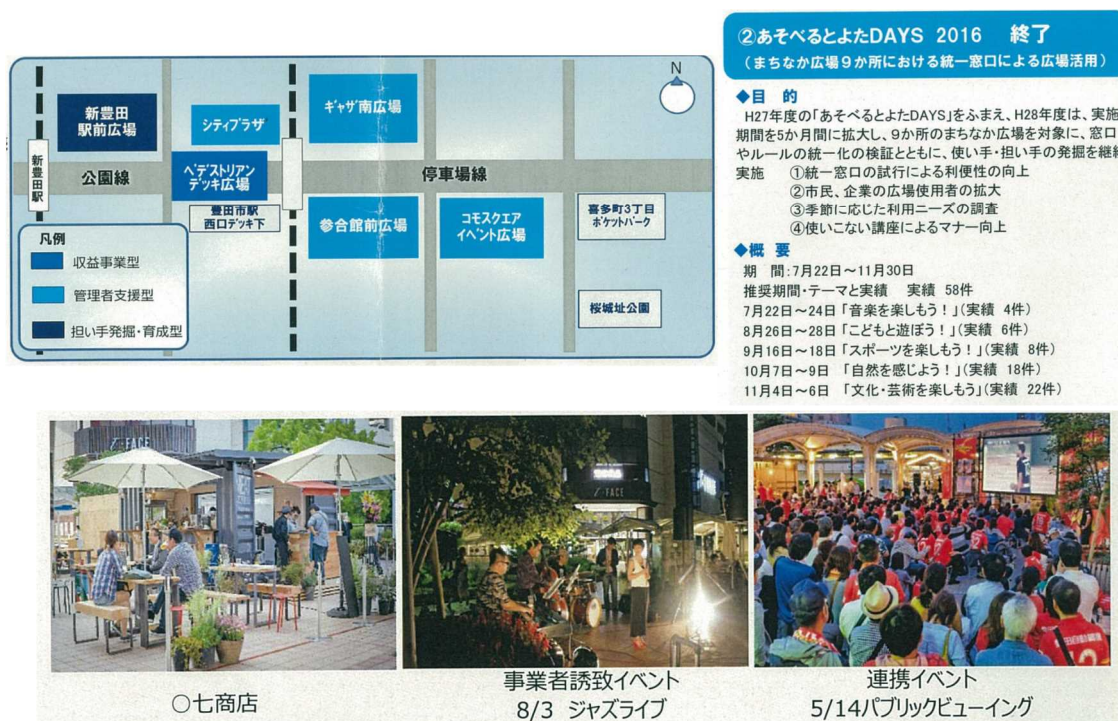 N
新豊田
駅前広場
シティプラザ
ギャザ南広場
新豊田駅
公園線
ペデストリアン
デッキ広場
停車場線
豊田市駅
西口デッキ下
参合館前広場
コモスクエア
イベント広場
喜多町3丁目
ポケットパーク
桜城址公園
凡例
収益事業型
管理者支援型
担い手発掘・育成型
②あそべるとよたDAYS 2016 終了
(まちなか広場9か所における統一窓口による広場活用)
◆目 的
H27年度の「あそべるとよたDAYS」をふまえ、H28年度は、実施
期間を5か月間に拡大し、9か所のまちなか広場を対象に、窓口
やルールの統一化の検証とともに、使い手・担い手の発掘を継続
実施 ①統一窓口の試行による利便性の向上
②市民、企業の広場使用者の拡大
③季節に応じた利用ニーズの調査
④使いこない講座によるマナー向上
◆概 要
期 間:7月22日~11月30日
推奨期間・テーマと実績 実績 58件
7月22日~24日「音楽を楽しもう!」(実績 4件)
8月26日~28日「こどもと遊ぼう!」(実績 6件)
9月16日~18日「スポーツを楽しもう!」(実績 8件)
10月7日~9日 「自然を感じよう!」(実績 18件)
11月4日~6日 「文化・芸術を楽しもう」(実績 22件)
T-FACE
T-FACE
〇七商店
事業者誘致イベント
8/3 ジャズライブ
連携イベント
5/14パブリックビューイング